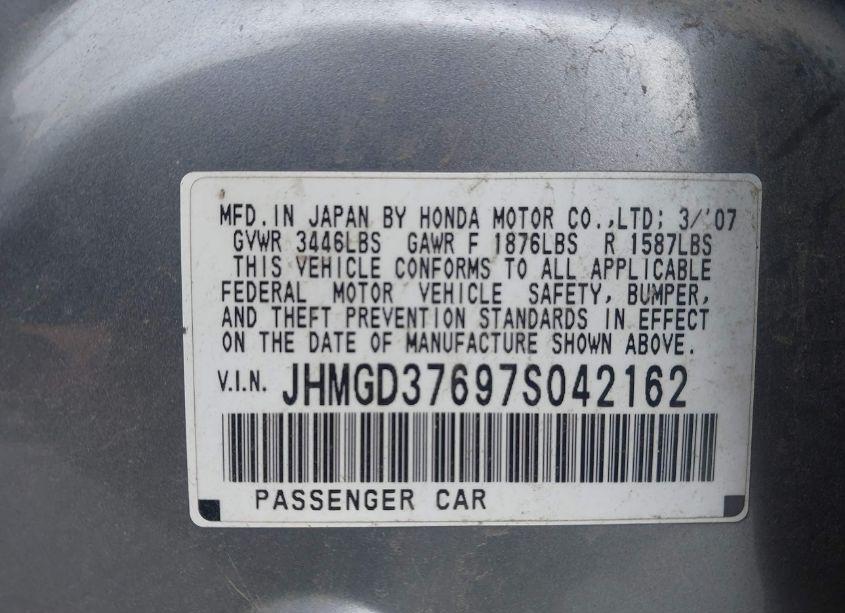 MFD.IN JAPAN BY HONDA MOTOR CO.,LTD; 3/'07
GVWR 3446LBS GAWR F 1876LBS R 1587LBS
THIS VEHICLE CONFORMS TO ALL APPLICABLE
FEDERAL MOTOR VEHICLE SAFETY, BUMPER,
AND THEFT PREVENTION STANDARDS IN EFFECT
ON THE DATE OF MANUFACTURE SHOWN ABOVE.
V.I.N. JHMGD37697S042162
PASSENGER CAR